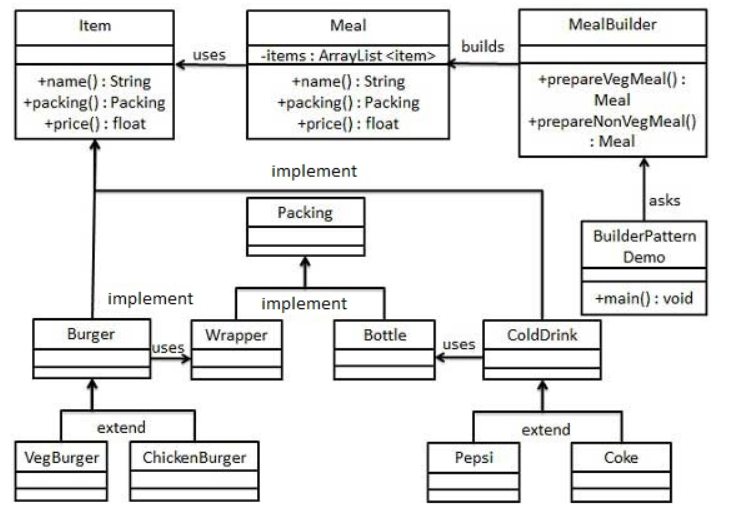 Item
+name() : String
+packing() : Packing
+price() : float
uses
Meal
-items : ArrayList <item>
+name() : String
+packing() : Packing
+price() : float
builds
MealBuilder
+prepareVegMeal() :
Meal
+prepareNonVegMeal()
: Meal
implement
asks
Packing
BuilderPattern
Demo
+main() : void
implement
implement
Burger
uses
Wrapper
Bottle
uses
ColdDrink
extend
extend
VegBurger
ChickenBurger
Pepsi
Coke